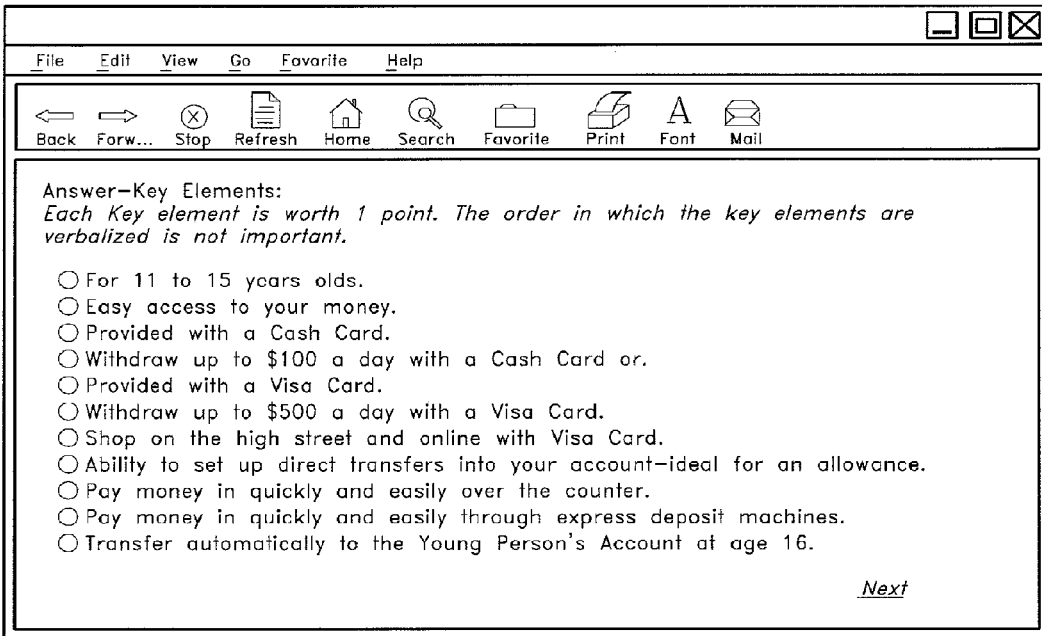 File Edit View Go Favorite Help
Back Forw... Stop Refresh Home Search Favorite Print Font Mail
Answer-Key Elements:
Each Key element is worth 1 point. The order in which the key elements are
verbalized is not important.
For 11 to 15 years olds.
Easy access to your money.
Provided with a Cash Card.
Withdraw up to $100 a day with a Cash Card or.
Provided with a Visa Card.
Withdraw up to $500 a day with a Visa Card.
Shop on the high street and online with Visa Card.
Ability to set up direct transfers into your account-ideal for an allowance.
Pay money in quickly and easily over the counter.
Pay money in quickly and easily through express deposit machines.
Transfer automatically to the Young Person's Account at age 16.
Next